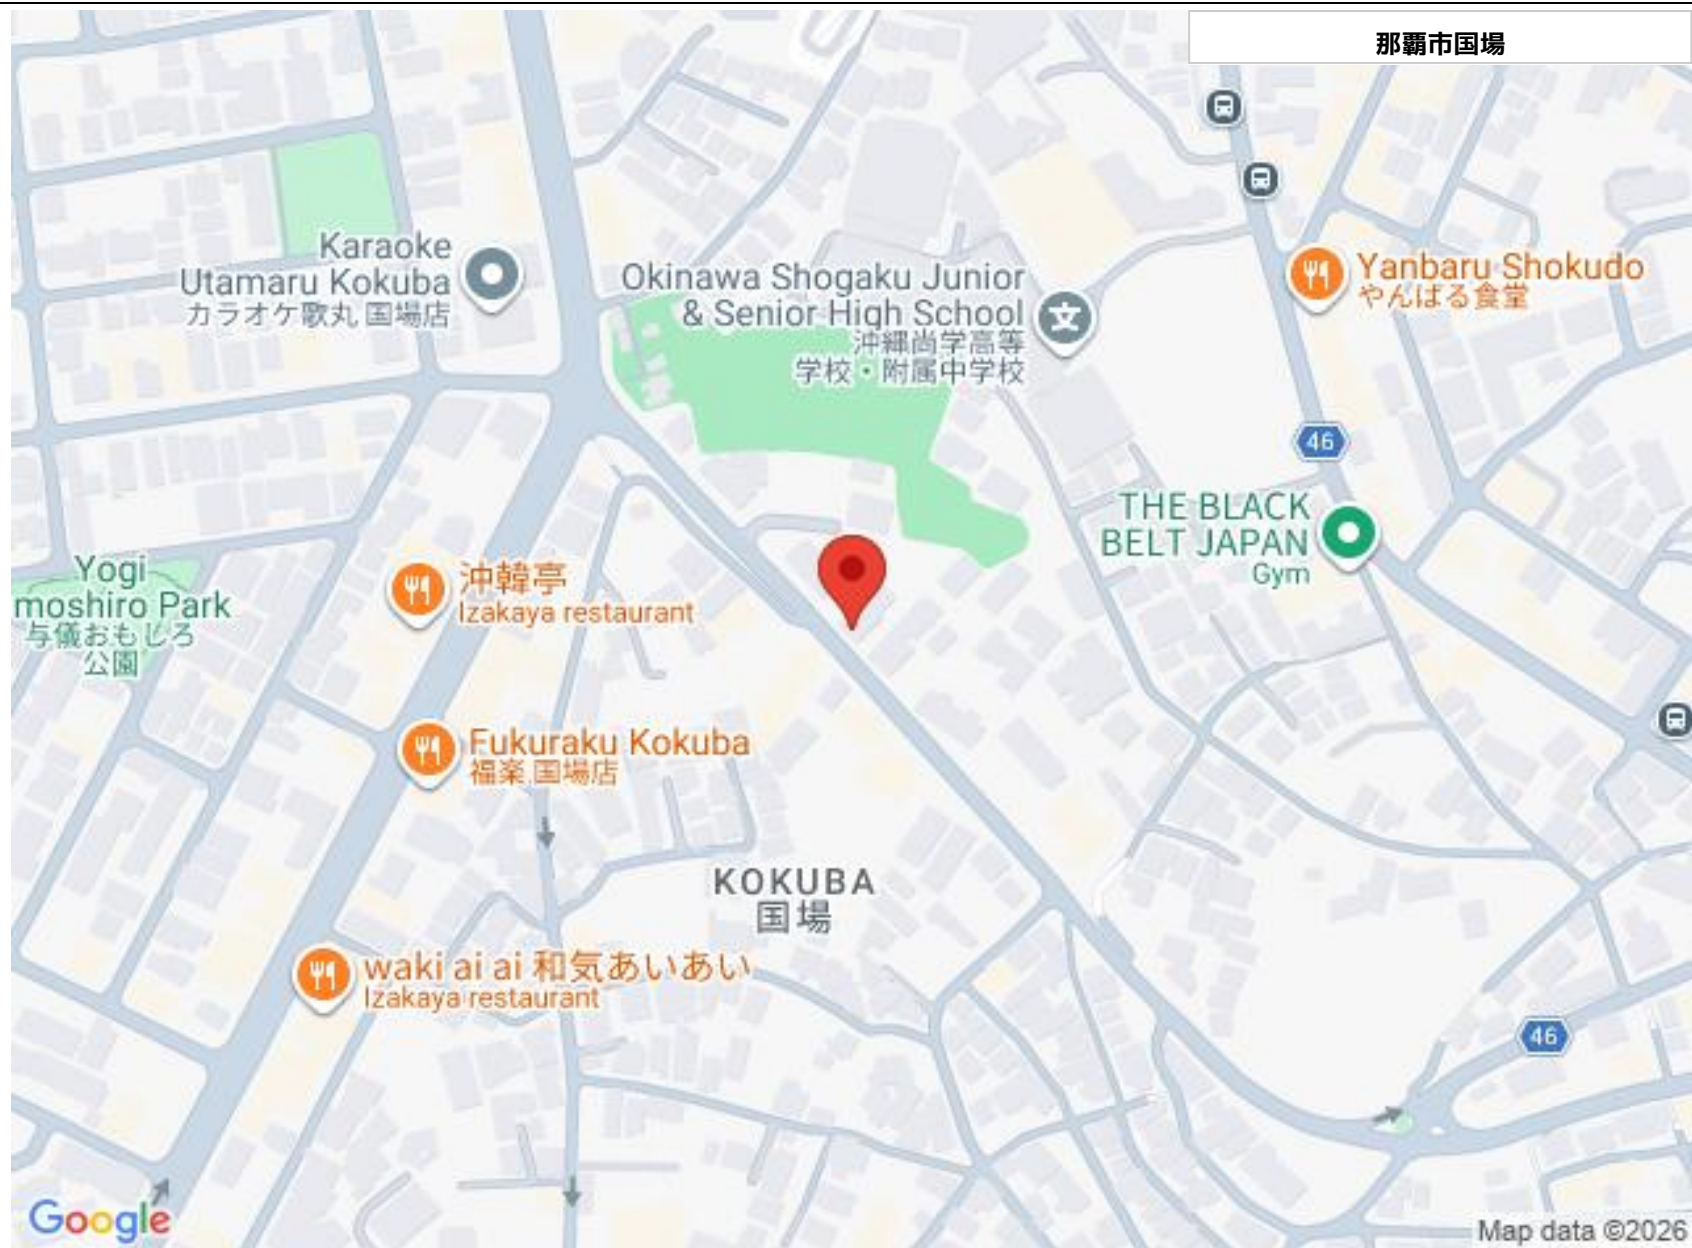 那覇市国場
Karaoke
Utamaru Kokuba
カラオケ歌丸 国場店
Okinawa Shogaku Junior
& Senior High School
沖縄尚学高等
学校・附属中学校
Yanbaru Shokudo
やんばる食堂
46
THE BLACK
BELT JAPAN
Gym
Yogi
moshiro Park
与儀おもしろ
公園
沖韓亭
Izakaya restaurant
Fukuraku Kokuba
福楽 国場店
KOKUBA
国場
waki ai ai 和気あいあい
Izakaya restaurant
46
Google
Map data ©2026
文